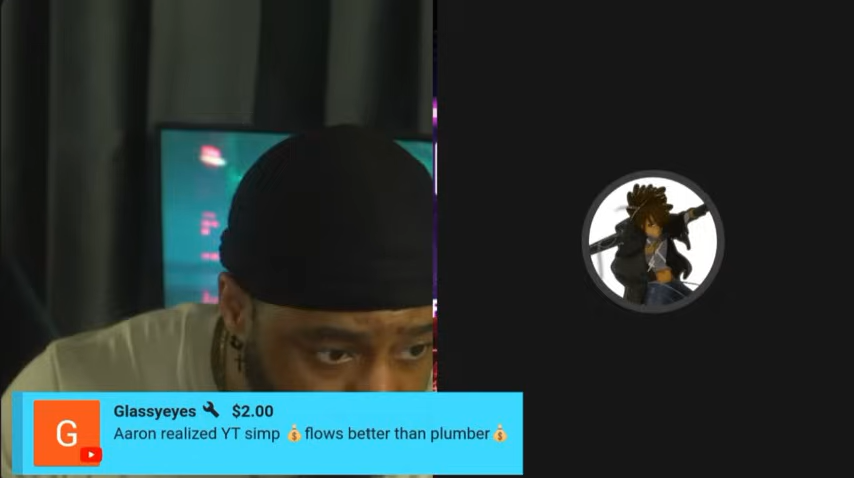 G
Glassyeyes $2.00
Aaron realized YT simp 💰flows better than plumber💰